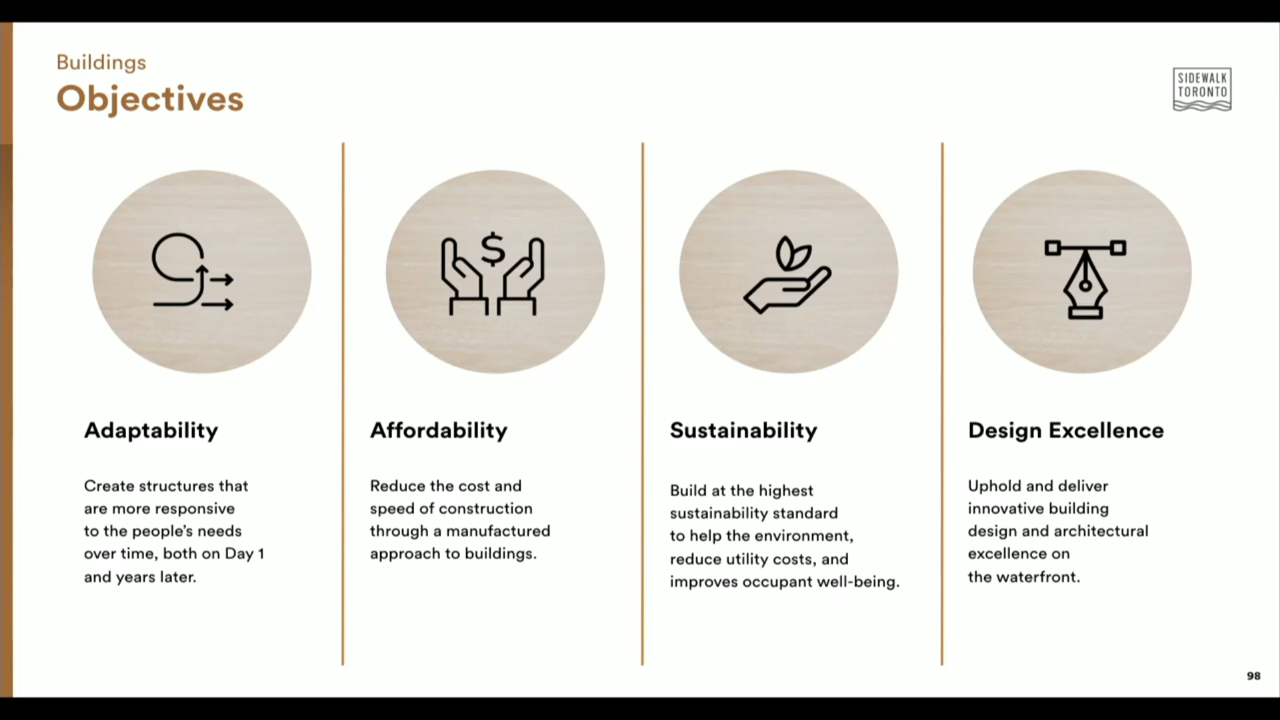 Buildings
Objectives
SIDEWALK
TORONTO
$
Adaptability
Create structures that
are more responsive
to the people's needs
over time, both on Day 1
and years later.
Affordability
Reduce the cost and
speed of construction
through a manufactured
approach to buildings.
Sustainability
Build at the highest
sustainability standard
to help the environment,
reduce utility costs, and
improves occupant well-being.
Design Excellence
Uphold and deliver
innovative building
design and architectural
excellence on
the waterfront.
98